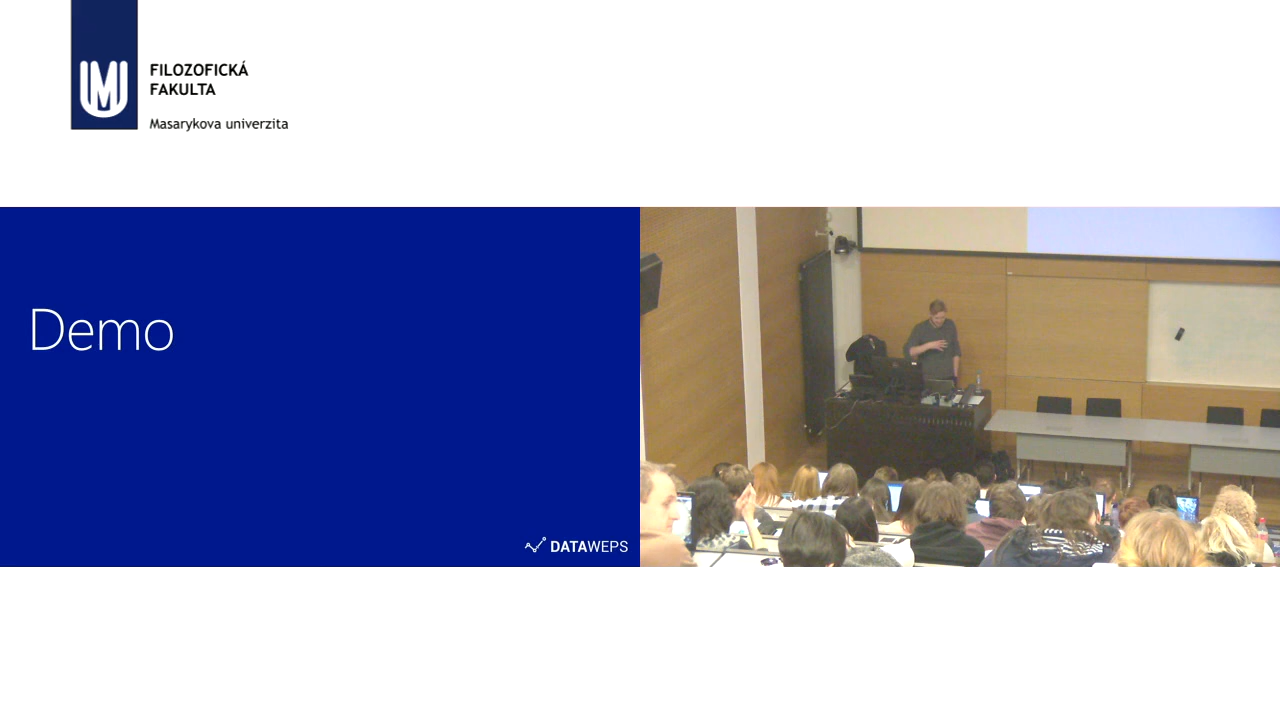 FILOZOFICKÁ
FAKULTA
Masarykova univerzita
Demo
DATAWEPS